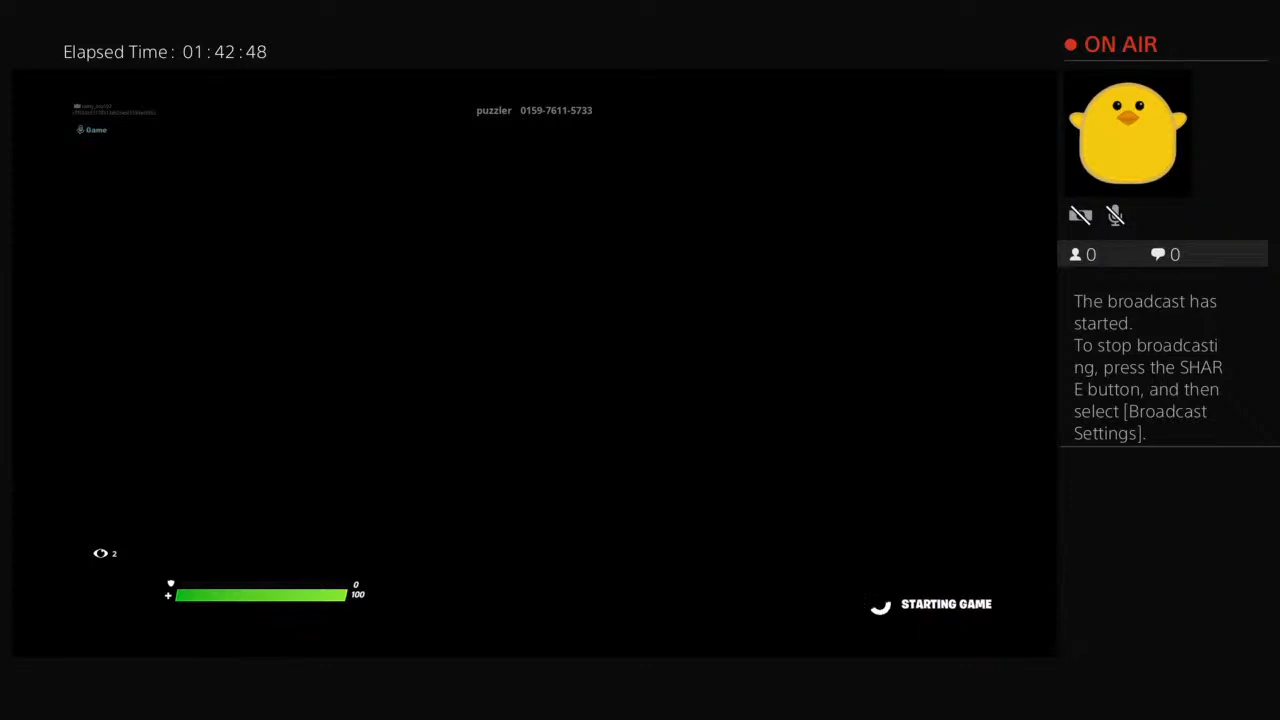 Elapsed Time: 01:42:48
ON AIR
puzzler 0159-7611-5733
Game
0
0
The broadcast has
started.
To stop broadcasti
ng, press the SHAR
E button, and then
select [Broadcast
Settings].
2
0
100
STARTING GAME